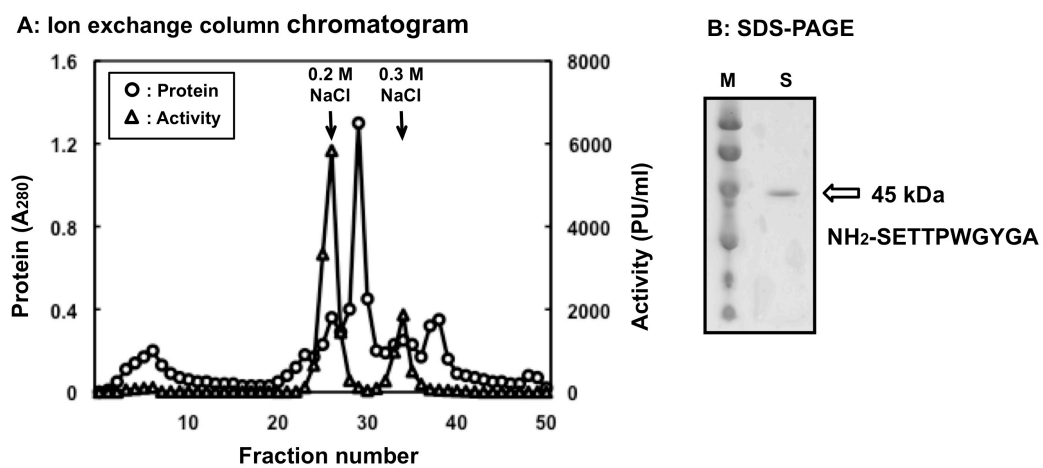 A: Ion exchange column chromatogram
B: SDS-PAGE
1.6
1.2
0.8
0.4
0
Protein (A280)
: Protein
: Activity
0.2 M
NaCl
0.3 M
NaCl
8000
6000
4000
2000
0
Activity (PU/ml)
10
20
30
40
50
Fraction number
M
S
45 kDa
NH2-SETTPWGYGA